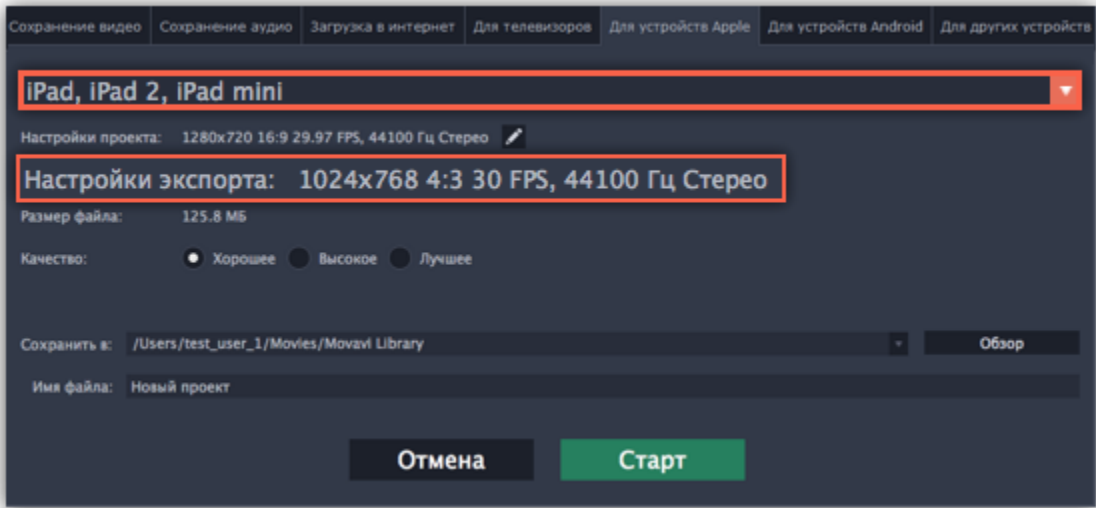 Сохранение видео Сохранение аудио Загрузка в интернет Для телевизоров Для устройств Apple Для устройств Android Для других устройств
iPad, iPad 2, iPad mini
Настройки проекта: 1280x720 16:9 29.97 FPS, 44100 Гц Стерео
Настройки экспорта: 1024x768 4:3 30 FPS, 44100 Гц Стерео
Размер файла: 125.8 МБ
Качество: Хорошее Высокое Лучшее
Сохранить в: /Users/test_user_1/Movies/Movavi Library Обзор
Имя файла: Новый проект
Отмена Старт